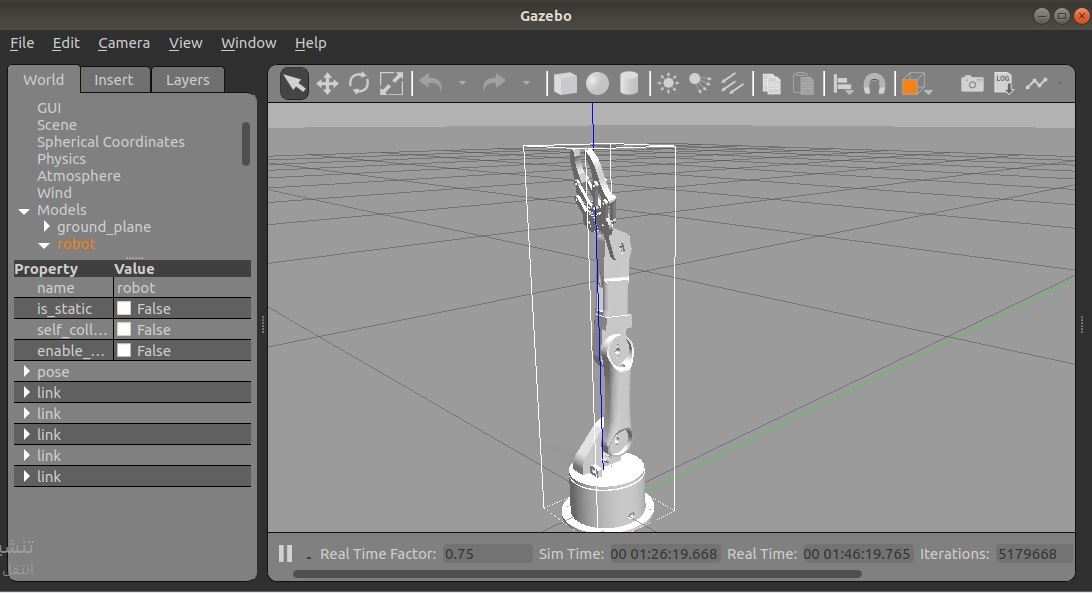 Gazebo
File Edit Camera View Window Help
World Insert Layers
LOG
GUI
Scene
Spherical Coordinates
Physics
Atmosphere
Wind
Models
ground_plane
robot
Property Value
name robot
is_static False
self_coll... False
enable_... False
pose
link
link
link
link
link
انتقل
Real Time Factor: 0.75 Sim Time: 00 01:26:19.668 Real Time: 00 01:46:19.765 Iterations: 5179668